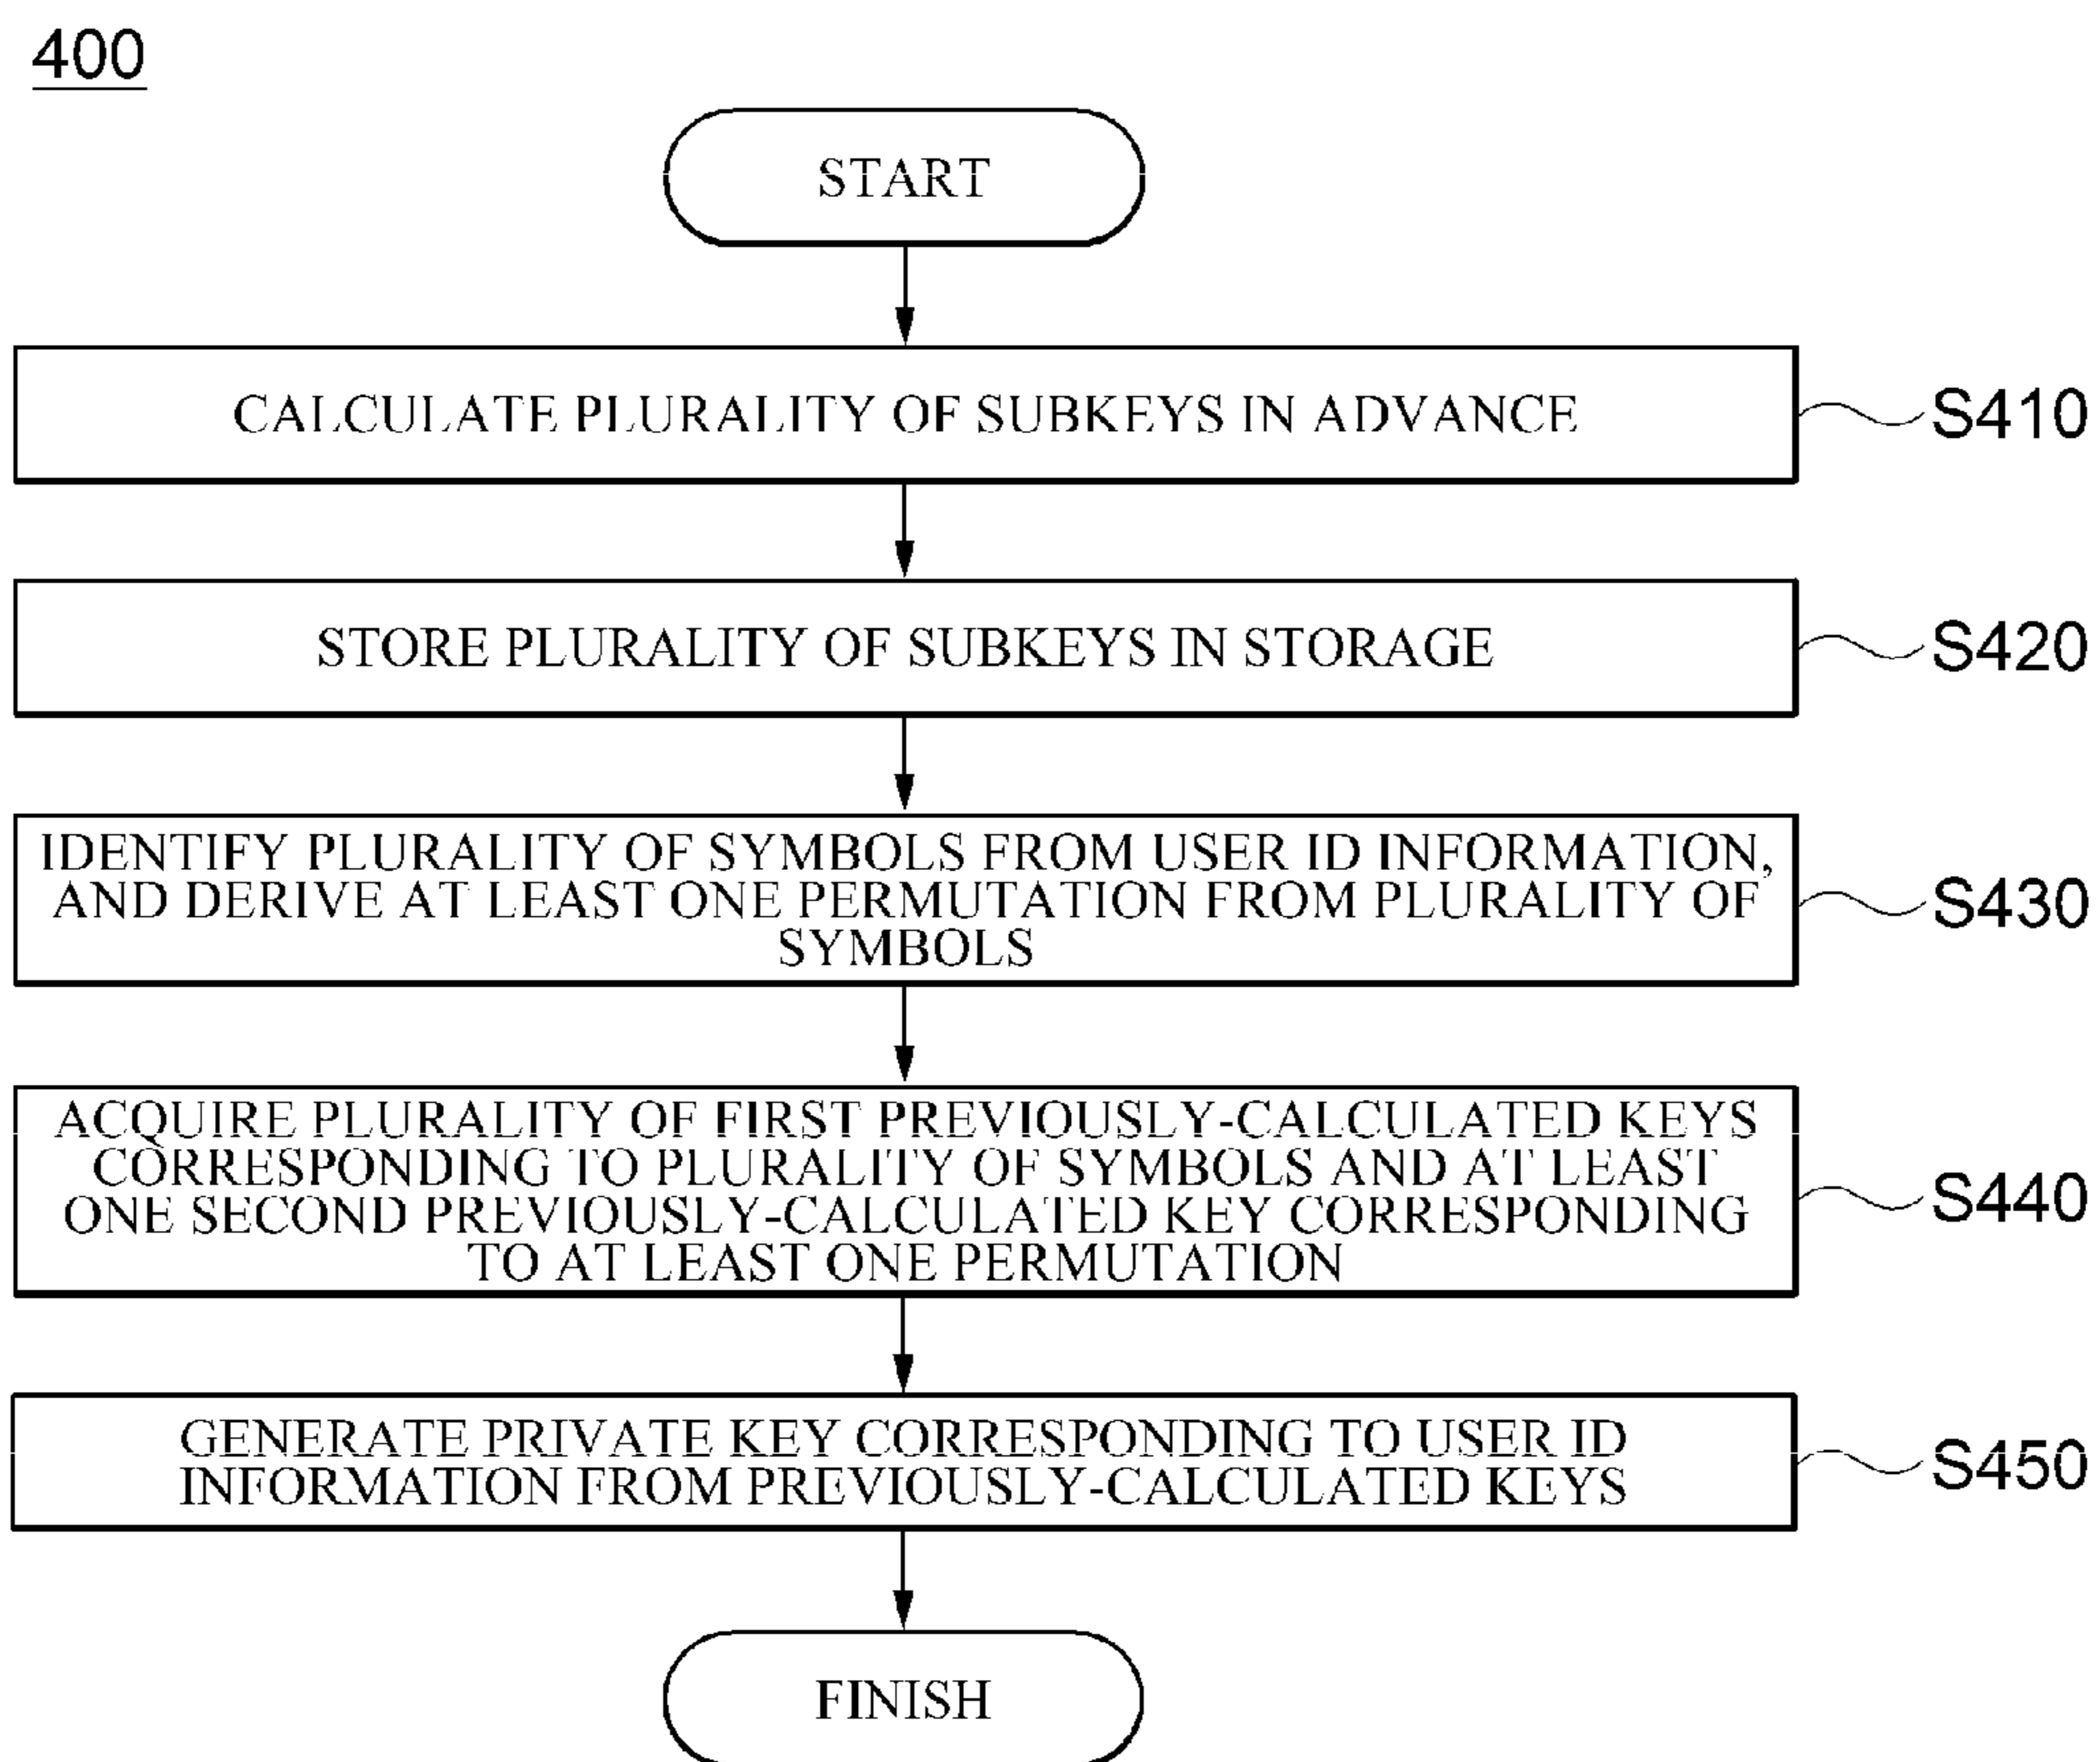 400
START
CALCULATE PLURALITY OF SUBKEYS IN ADVANCE
S410
STORE PLURALITY OF SUBKEYS IN STORAGE
S420
IDENTIFY PLURALITY OF SYMBOLS FROM USER ID INFORMATION,
AND DERIVE AT LEAST ONE PERMUTATION FROM PLURALITY OF
SYMBOLS
S430
ACQUIRE PLURALITY OF FIRST PREVIOUSLY-CALCULATED KEYS
CORRESPONDING TO PLURALITY OF SYMBOLS AND AT LEAST
ONE SECOND PREVIOUSLY-CALCULATED KEY CORRESPONDING
TO AT LEAST ONE PERMUTATION
S440
GENERATE PRIVATE KEY CORRESPONDING TO USER ID
INFORMATION FROM PREVIOUSLY-CALCULATED KEYS
S450
FINISH